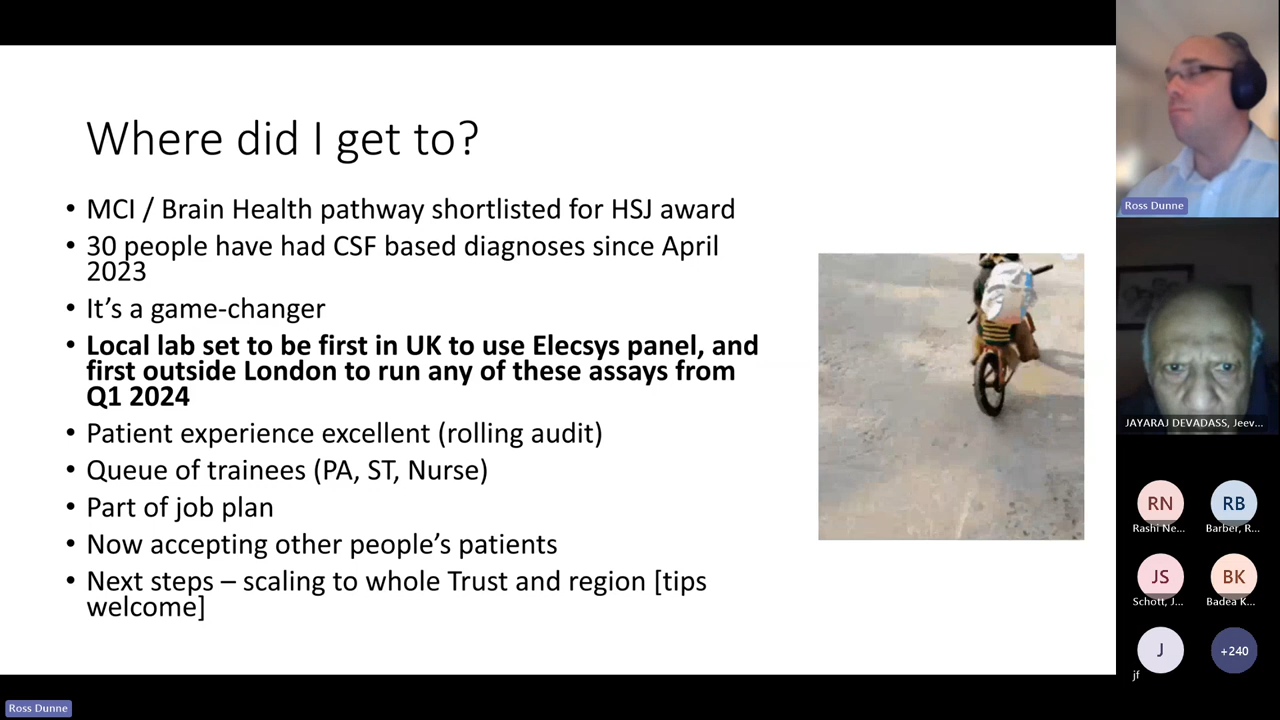 Where did I get to?
• MCI / Brain Health pathway shortlisted for HSJ award
• 30 people have had CSF based diagnoses since April
2023
• It’s a game-changer
• Local lab set to be first in UK to use Elecsys panel, and
first outside London to run any of these assays from
Q1 2024
• Patient experience excellent (rolling audit)
• Queue of trainees (PA, ST, Nurse)
• Part of job plan
• Now accepting other people’s patients
• Next steps – scaling to whole Trust and region [tips
welcome]
Ross Dunne
JAYARAJ DEVADASS, Jeev...
RN
RB
Rashi Ne...
Barber, R...
JS
BK
Schott, J...
Badea K...
J
+240
jf
Ross Dunne